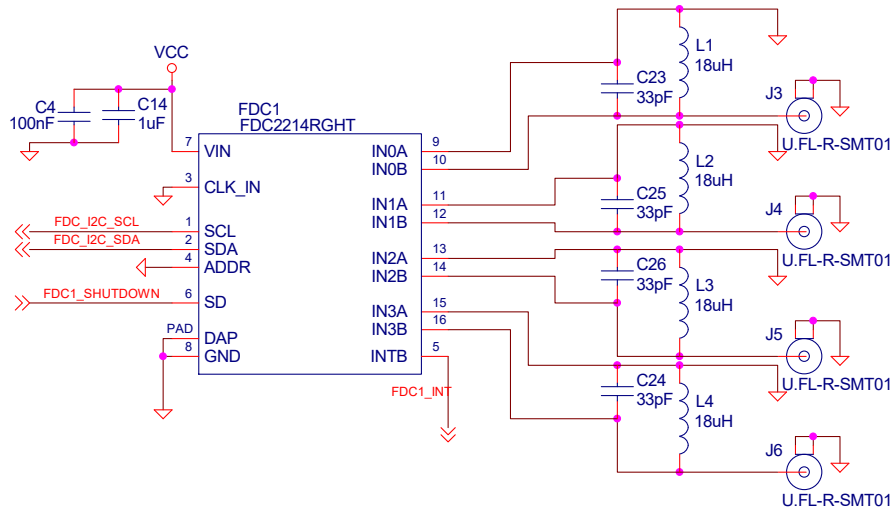 VCC
C4
100nF
C14
1uF
FDC1
FDC2214RGHT
7
VIN
3
CLK_IN
FDC_I2C_SCL
1
SCL
FDC_I2C_SDA
2
SDA
4
ADDR
FDC1_SHUTDOWN
6
SD
PAD
DAP
8
GND
IN0A
9
IN0B
10
IN1A
11
IN1B
12
IN2A
13
IN2B
14
IN3A
15
IN3B
16
INTB
5
FDC1_INT
C23
33pF
L1
18uH
J3
U.FL-R-SMT01
C25
33pF
L2
18uH
J4
U.FL-R-SMT01
C26
33pF
L3
18uH
J5
U.FL-R-SMT01
C24
33pF
L4
18uH
J6
U.FL-R-SMT01